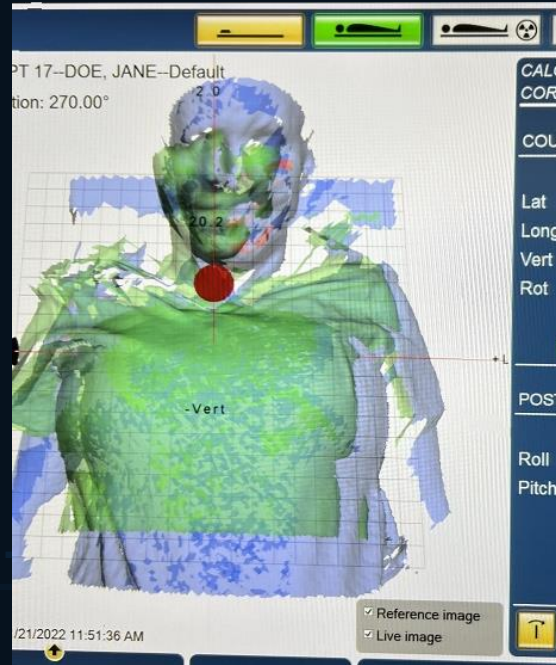 PT 17--DOE, JANE--Default
tion: 270.00°
2.0
20.2
L
-Vert
Reference image
Live image
/21/2022 11:51:36 AM
CALC
COR
COU
Lat
Long
Vert
Rot
POST
Roll
Pitch